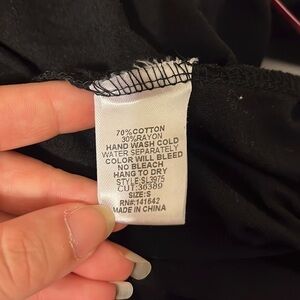 70%COTTON
30%RAYON
HAND WASH COLD
WATER SEPARATELY
COLOR WILL BLEED
NO BLEACH
HANG TO DRY
STYLE:SL3975
CUT:36389
SIZE:S
RN#:141642
MADE IN CHINA